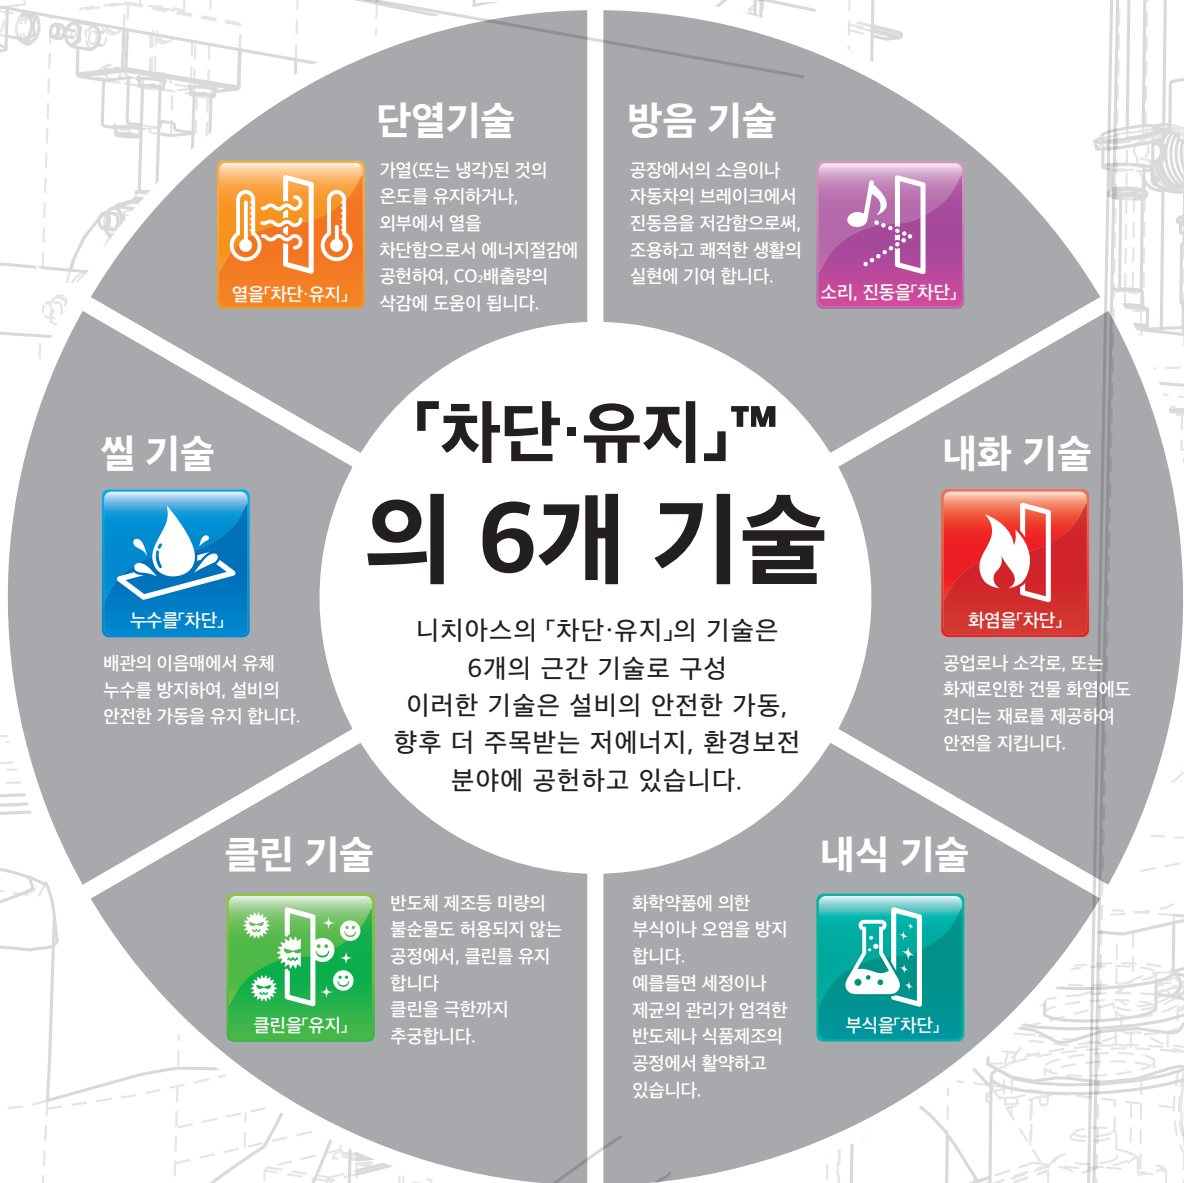 단열기술
가열(또는 냉각)된 것의
온도를 유지하거나,
외부에서 열을
차단함으로서 에너지절감에
공헌하여, CO₂배출량의
삭감에 도움이 됩니다.
열을「차단·유지」
방음 기술
공장에서의 소음이나
자동차의 브레이크에서
진동음을 저감함으로써,
조용하고 쾌적한 생활의
실현에 기여 합니다.
소리, 진동을「차단」
「차단·유지」™
의 6개 기술
니치아스의 「차단·유지」의 기술은
6개의 근간 기술로 구성
이러한 기술은 설비의 안전한 가동,
향후 더 주목받는 저에너지, 환경보전
분야에 공헌하고 있습니다.
씰 기술
누수를「차단」
배관의 이음매에서 유체
누수를 방지하여, 설비의
안전한 가동을 유지 합니다.
내화 기술
화염을「차단」
공업로나 소각로, 또는
화재로인한 건물 화염에도
견디는 재료를 제공하여
안전을 지킵니다.
클린 기술
클린을「유지」
반도체 제조등 미량의
불순물도 허용되지 않는
공정에서, 클린를 유지
합니다
클린을 극한까지
추궁합니다.
내식 기술
화학약품에 의한
부식이나 오염을 방지
합니다.
예를들면 세정이나
제균의 관리가 엄격한
반도체나 식품제조의
공정에서 활약하고
있습니다.
부식을「차단」